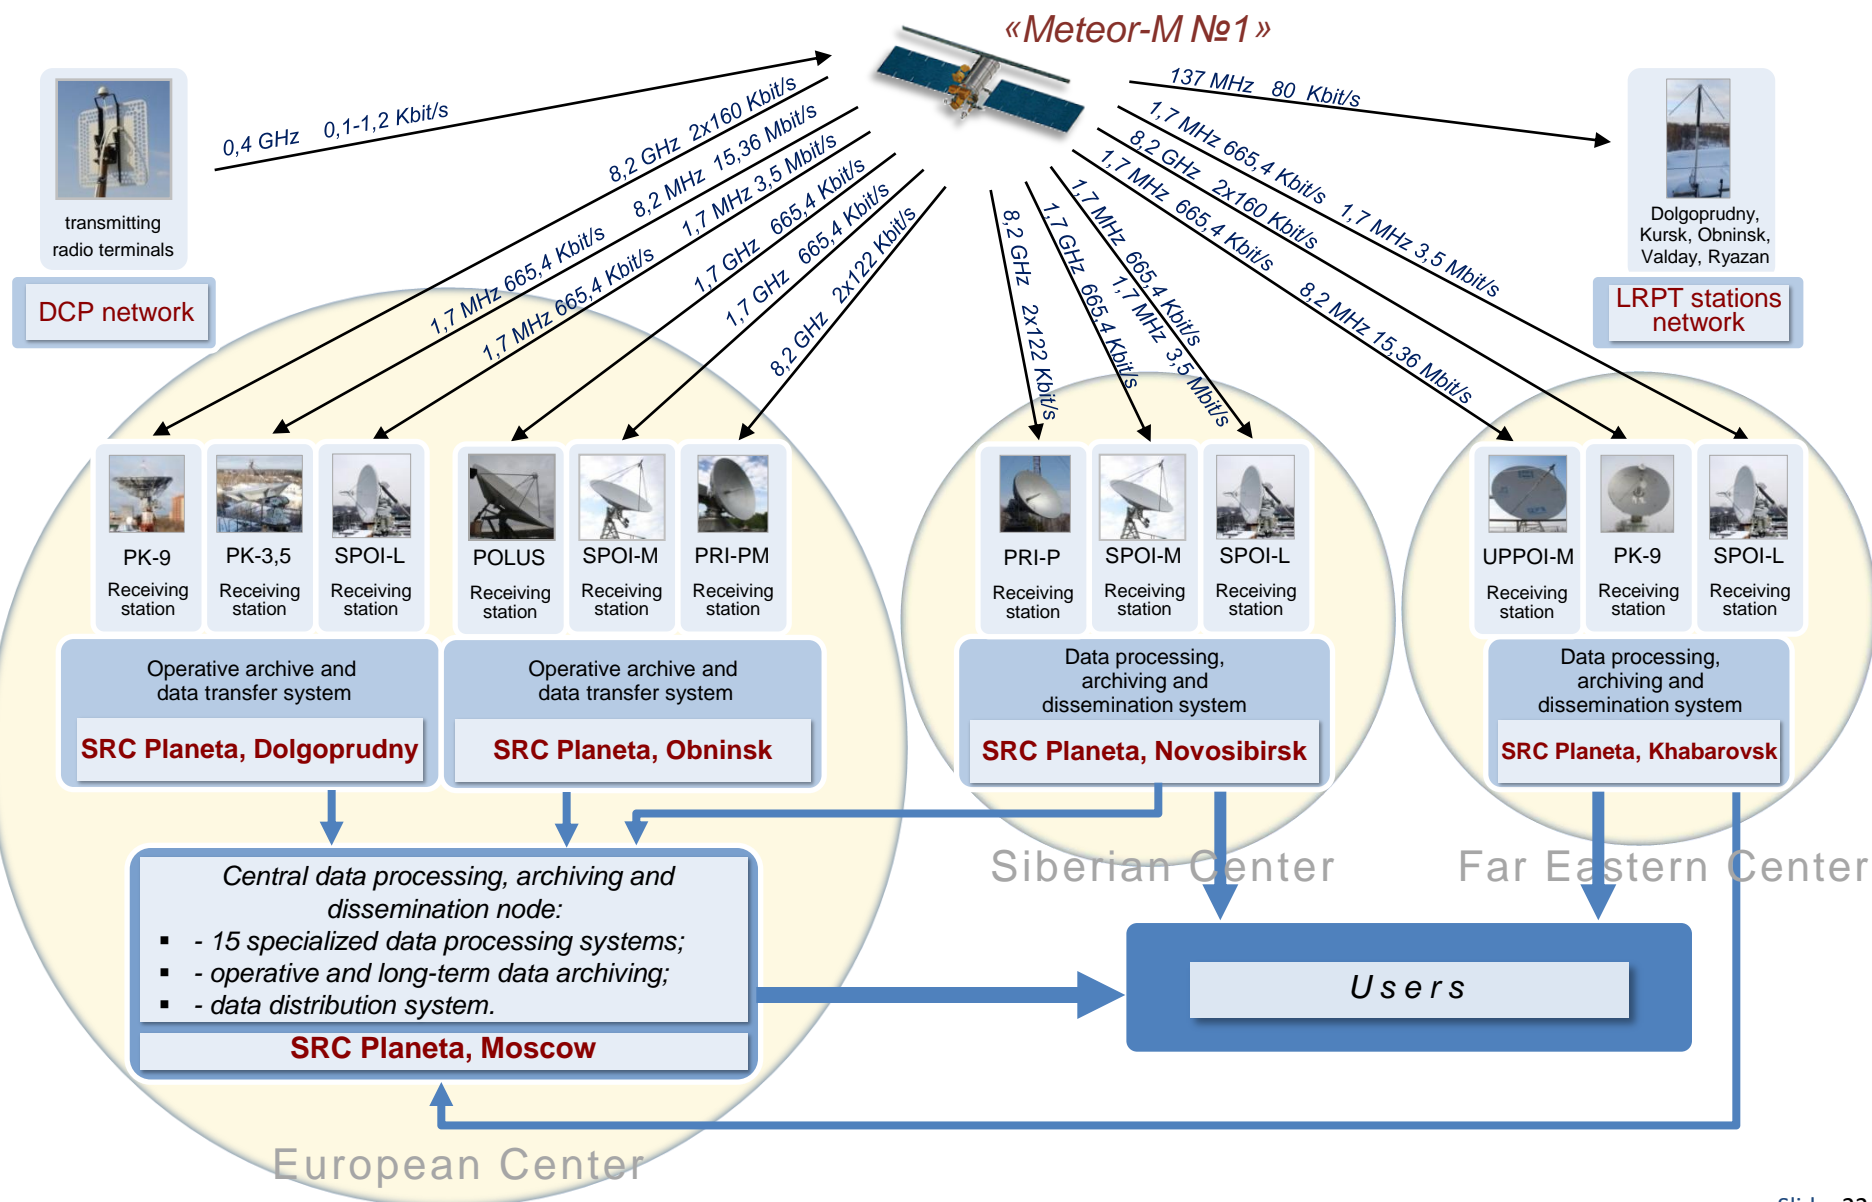 «Meteor-M №1»
0,4 GHz 0,1-1,2 Kbit/s
8,2 GHz 2x160 Kbit/s
8,2 MHz 15,36 Mbit/s
1,7 MHz 665,4 Kbit/s
1,7 MHz 3,5 Mbit/s
1,7 MHz 665,4 Kbit/s
1,7 GHz 665,4 Kbit/s
1,7 GHz 665,4 Kbit/s
8,2 GHz 2x122 Kbit/s
8,2 GHz 2x122 Kbit/s
1,7 GHz 665,4 Kbit/s
1,7 MHz 665,4 Kbit/s
1,7 MHz 3,5 Mbit/s
1,7 MHz 665,4 Kbit/s
8,2 MHz 15,36 Mbit/s
8,2 GHz 2x160 Kbit/s
1,7 MHz 665,4 Kbit/s
1,7 MHz 3,5 Mbit/s
137 MHz 80 Kbit/s
transmitting
radio terminals
DCP network
Dolgoprudny,
Kursk, Obninsk,
Valday, Ryazan
LRPT stations
network
PK-9
Receiving
station
PK-3,5
Receiving
station
SPOI-L
Receiving
station
POLUS
Receiving
station
SPOI-M
Receiving
station
PRI-PM
Receiving
station
PRI-P
Receiving
station
SPOI-M
Receiving
station
SPOI-L
Receiving
station
UPPOI-M
Receiving
station
PK-9
Receiving
station
SPOI-L
Receiving
station
Operative archive and
data transfer system
SRC Planeta, Dolgoprudny
Operative archive and
data transfer system
SRC Planeta, Obninsk
Data processing,
archiving and
dissemination system
SRC Planeta, Novosibirsk
Data processing,
archiving and
dissemination system
SRC Planeta, Khabarovsk
Siberian Center
Far Eastern Center
Central data processing, archiving and
dissemination node:
▪ - 15 specialized data processing systems;
▪ - operative and long-term data archiving;
▪ - data distribution system.
SRC Planeta, Moscow
Users
European Center